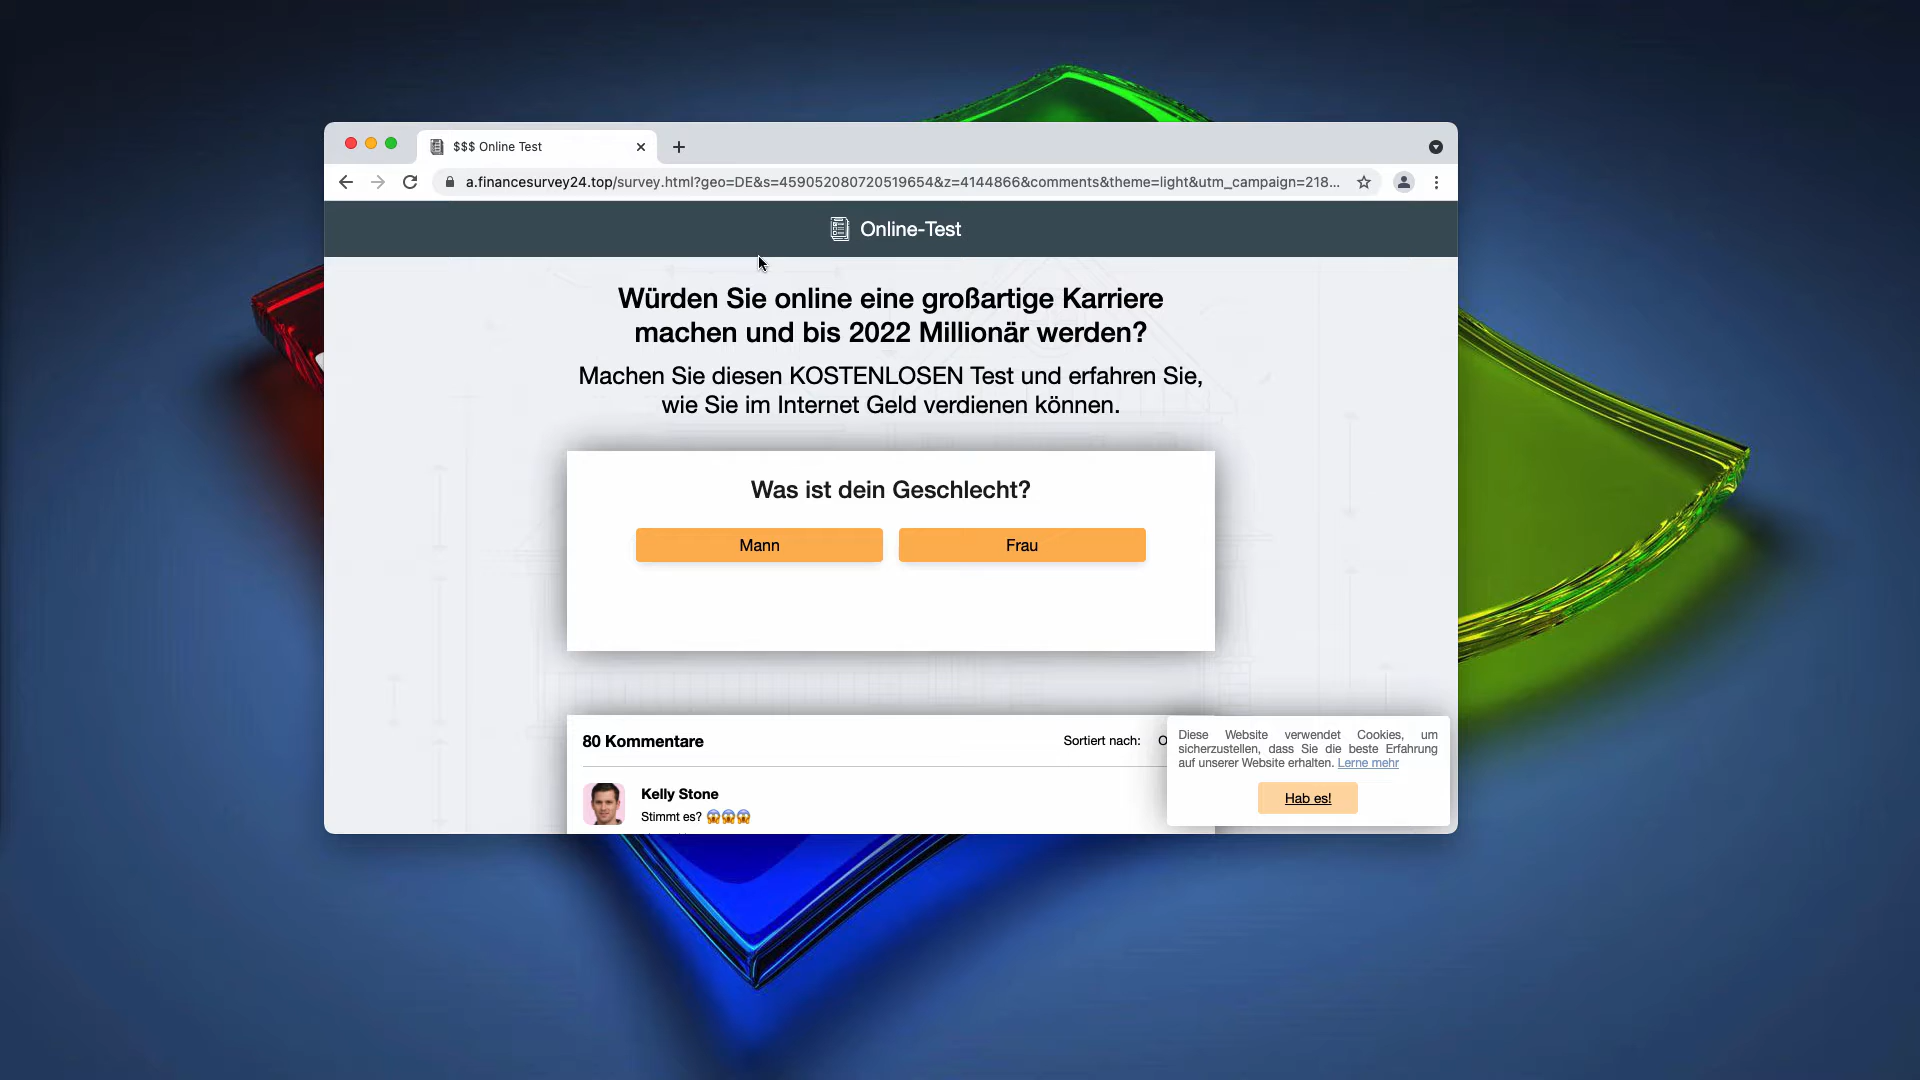 $$$ Online Test
a.financesurvey24.top/survey.html?geo=DE&s=459052080720519654&z=4144866&comments&theme=light&utm_campaign=218...
Online-Test
Würden Sie online eine großartige Karriere
machen und bis 2022 Millionär werden?
Machen Sie diesen KOSTENLOSEN Test und erfahren Sie,
wie Sie im Internet Geld verdienen können.
Was ist dein Geschlecht?
Mann Frau
80 Kommentare
Sortiert nach: O
Kelly Stone
Stimmt es? 😱😱😱
Diese Website verwendet Cookies, um
sicherzustellen, dass Sie die beste Erfahrung
auf unserer Website erhalten. Lerne mehr
Hab es!